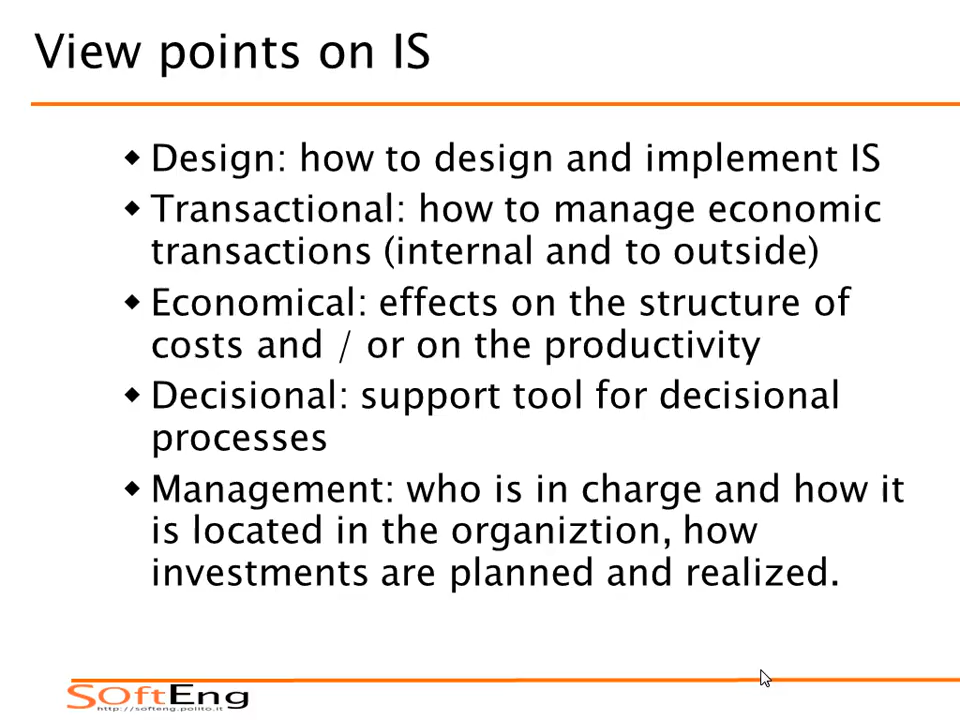 View points on IS
◆ Design: how to design and implement IS
◆ Transactional: how to manage economic
transactions (internal and to outside)
◆ Economical: effects on the structure of
costs and / or on the productivity
◆ Decisional: support tool for decisional
processes
◆ Management: who is in charge and how it
is located in the organiztion, how
investments are planned and realized.
SOftEng
http://softeng.polito.it